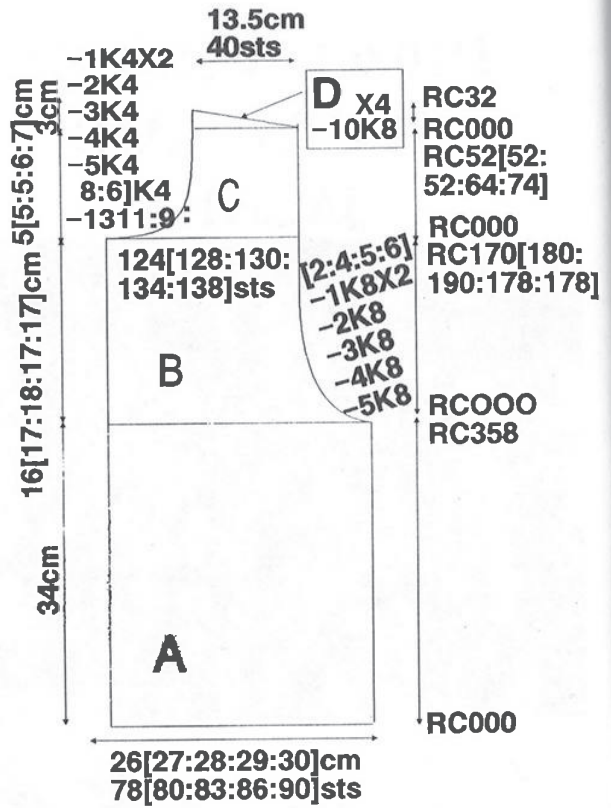 13.5cm
40sts
-1K4X2
-2K4
-3K4
-4K4
-5K4
8:6]K4
-1311:9:
D X4
-10K8
RC32
RC000
RC52[52:
52:64:74]
3cm
5[5:5:6:7]cm
C
RC000
RC170[180:
190:178:178]
124[128:130:
134:138]sts
[2:4:5:6]
-1K8X2
-2K8
-3K8
-4K8
-5K8
B
16[17:18:17:17]cm
RCOOO
RC358
34cm
A
RC000
26[27:28:29:30]cm
78[80:83:86:90]sts